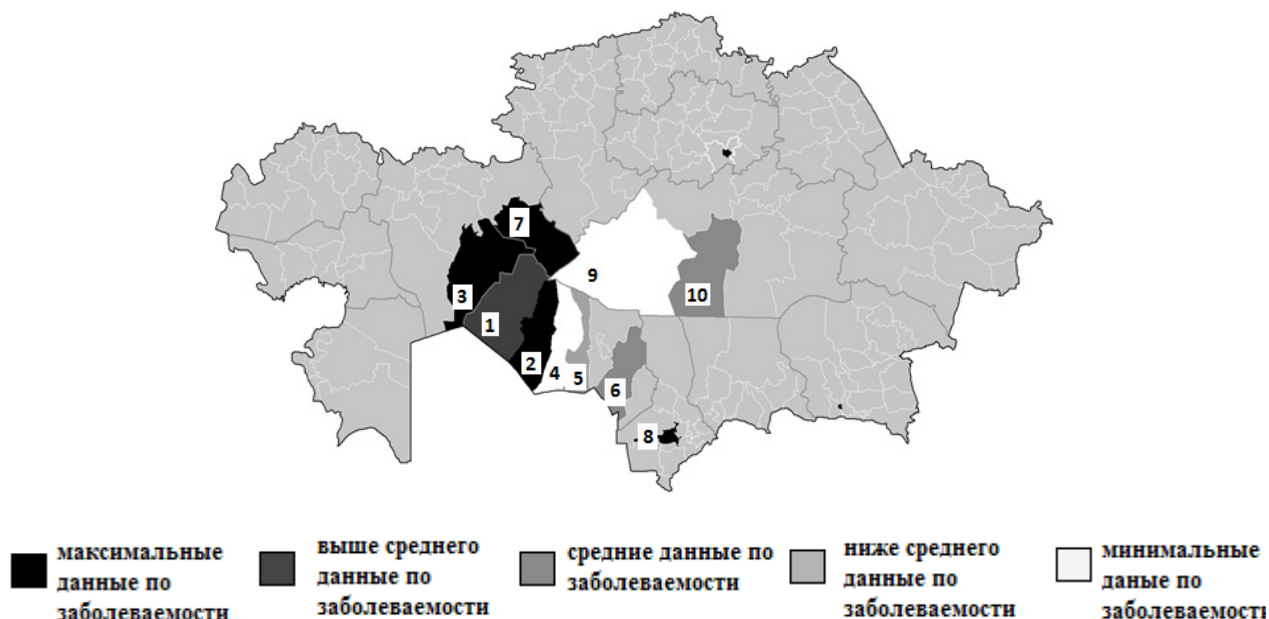 7
9
3
10
1
2
4
5
6
8
максимальные
данные по
заболеваемости
выше среднего
данные по
заболеваемости
средние данные по
заболеваемости
ниже среднего
данные по
заболеваемости
минимальные
даные по
заболеваемост